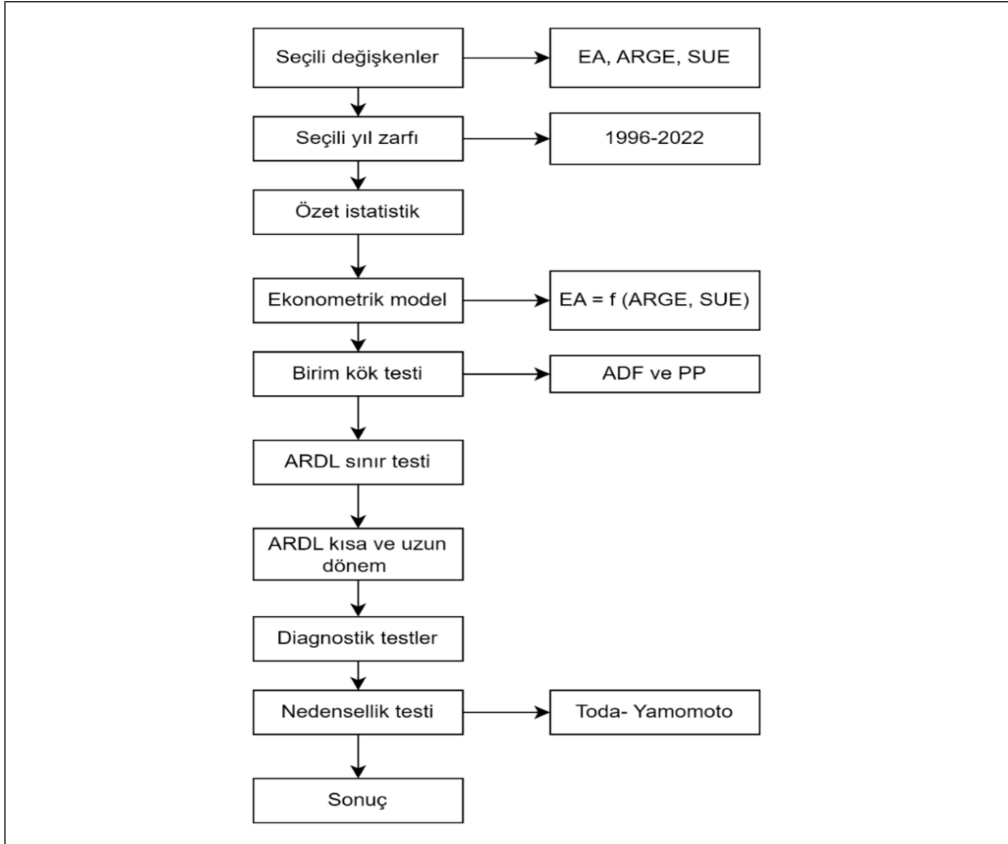 Seçili değişkenler
EA, ARGE, SUE
Seçili yıl zarfı
1996-2022
Özet istatistik
Ekonometrik model
EA = f (ARGE, SUE)
Birim kök testi
ADF ve PP
ARDL sınır testi
ARDL kısa ve uzun
dönem
Diagnostik testler
Nedensellik testi
Toda- Yamomoto
Sonuç